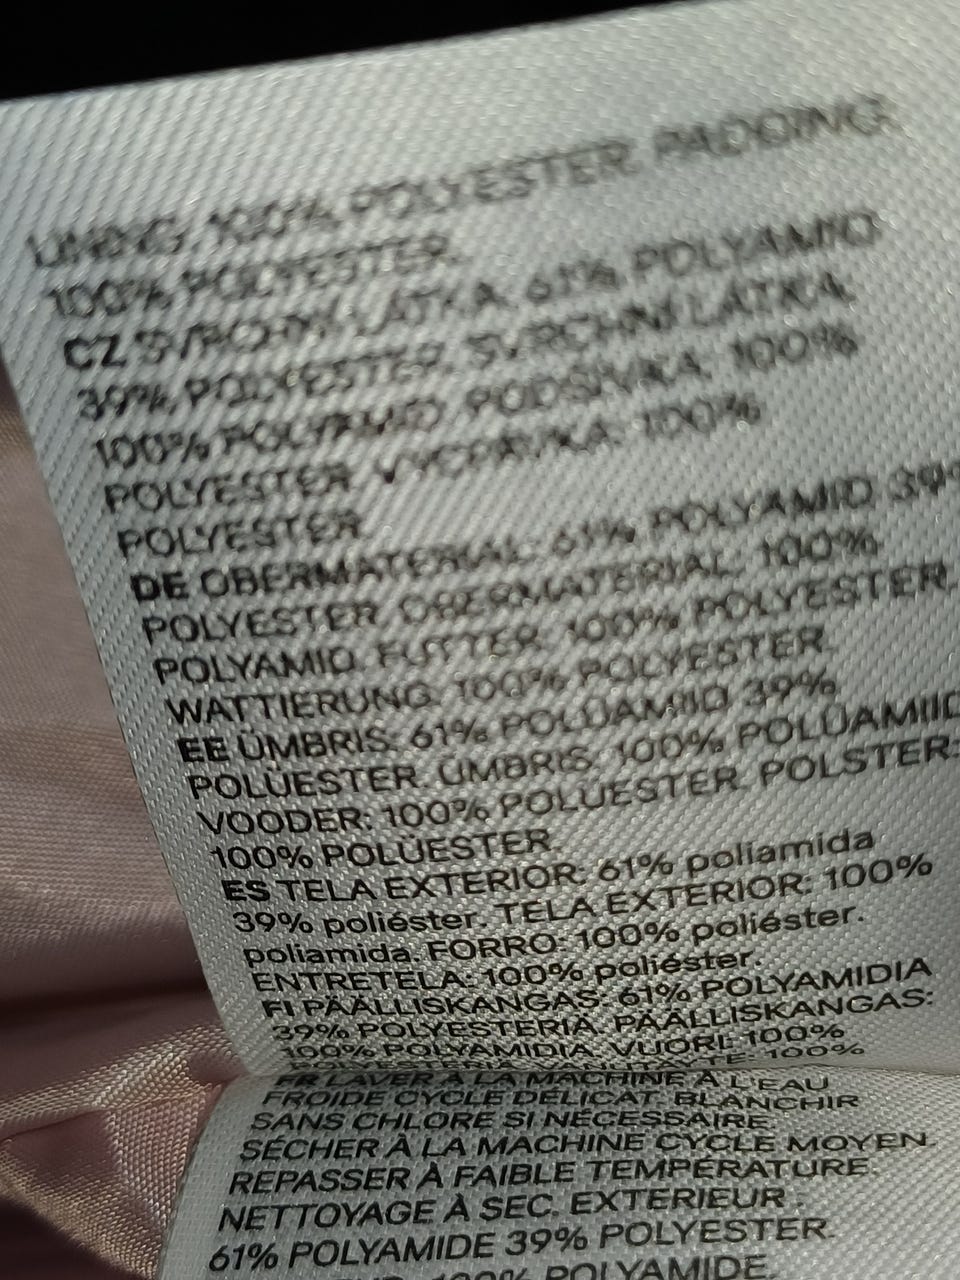 LINING: 100% POLYESTER. PADDING:
100% POLYESTER.
CZ SVRCHNÍ LÁTKA: 61% POLYAMID
39% POLYESTER. SVRCHNÍ LÁTKA:
100% POLYAMID. PODŠÍVKA: 100%
POLYESTER. VYCPÁVKA: 100%
POLYESTER.
DE OBERMATERIAL: 61% POLYAMID 39%
POLYESTER. OBERMATERIAL: 100%
POLYAMID. FUTTER: 100% POLYESTER.
WATTIERUNG: 100% POLYESTER
EE ÜMBRIS: 61% POLÜAMIID 39%
POLÜESTER. ÜMBRIS: 100% POLÜAMIID
VOODER: 100% POLÜESTER. POLSTER:
100% POLÜESTER.
ES TELA EXTERIOR: 61% poliamida
39% poliéster. TELA EXTERIOR: 100%
poliamida. FORRO: 100% poliéster.
ENTRETELA: 100% poliéster.
FI PÄÄLLISKANGAS: 61% POLYAMIDIA
39% POLYESTERIA. PÄÄLLISKANGAS:
100% POLYAMIDIA. VUORI: 100%
100%
FR LAVER À LA MACHINE À L'EAU
FROIDE CYCLE DÉLICAT. BLANCHIR
SANS CHLORE SI NÉCESSAIRE.
SÉCHER À LA MACHINE CYCLE MOYEN
REPASSER À FAIBLE TEMPÉRATURE.
NETTOYAGE À SEC. EXTERIEUR :
61% POLYAMIDE 39% POLYESTER.
100% POLYAMIDE.